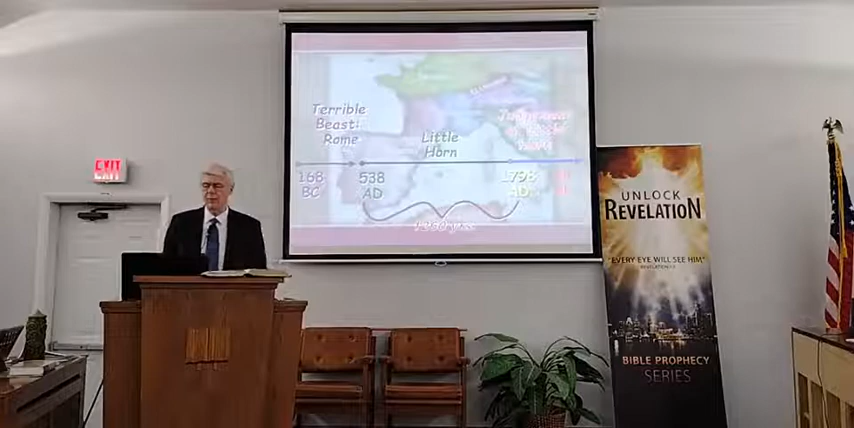 Terrible
Beast:
Rome
Little
Horn
168
BC
538
AD
1798
AD
1260 yrs
EXIT
UNLOCK
REVELATION
"EVERY EYE WILL SEE HIM"
BIBLE PROPHECY
SERIES